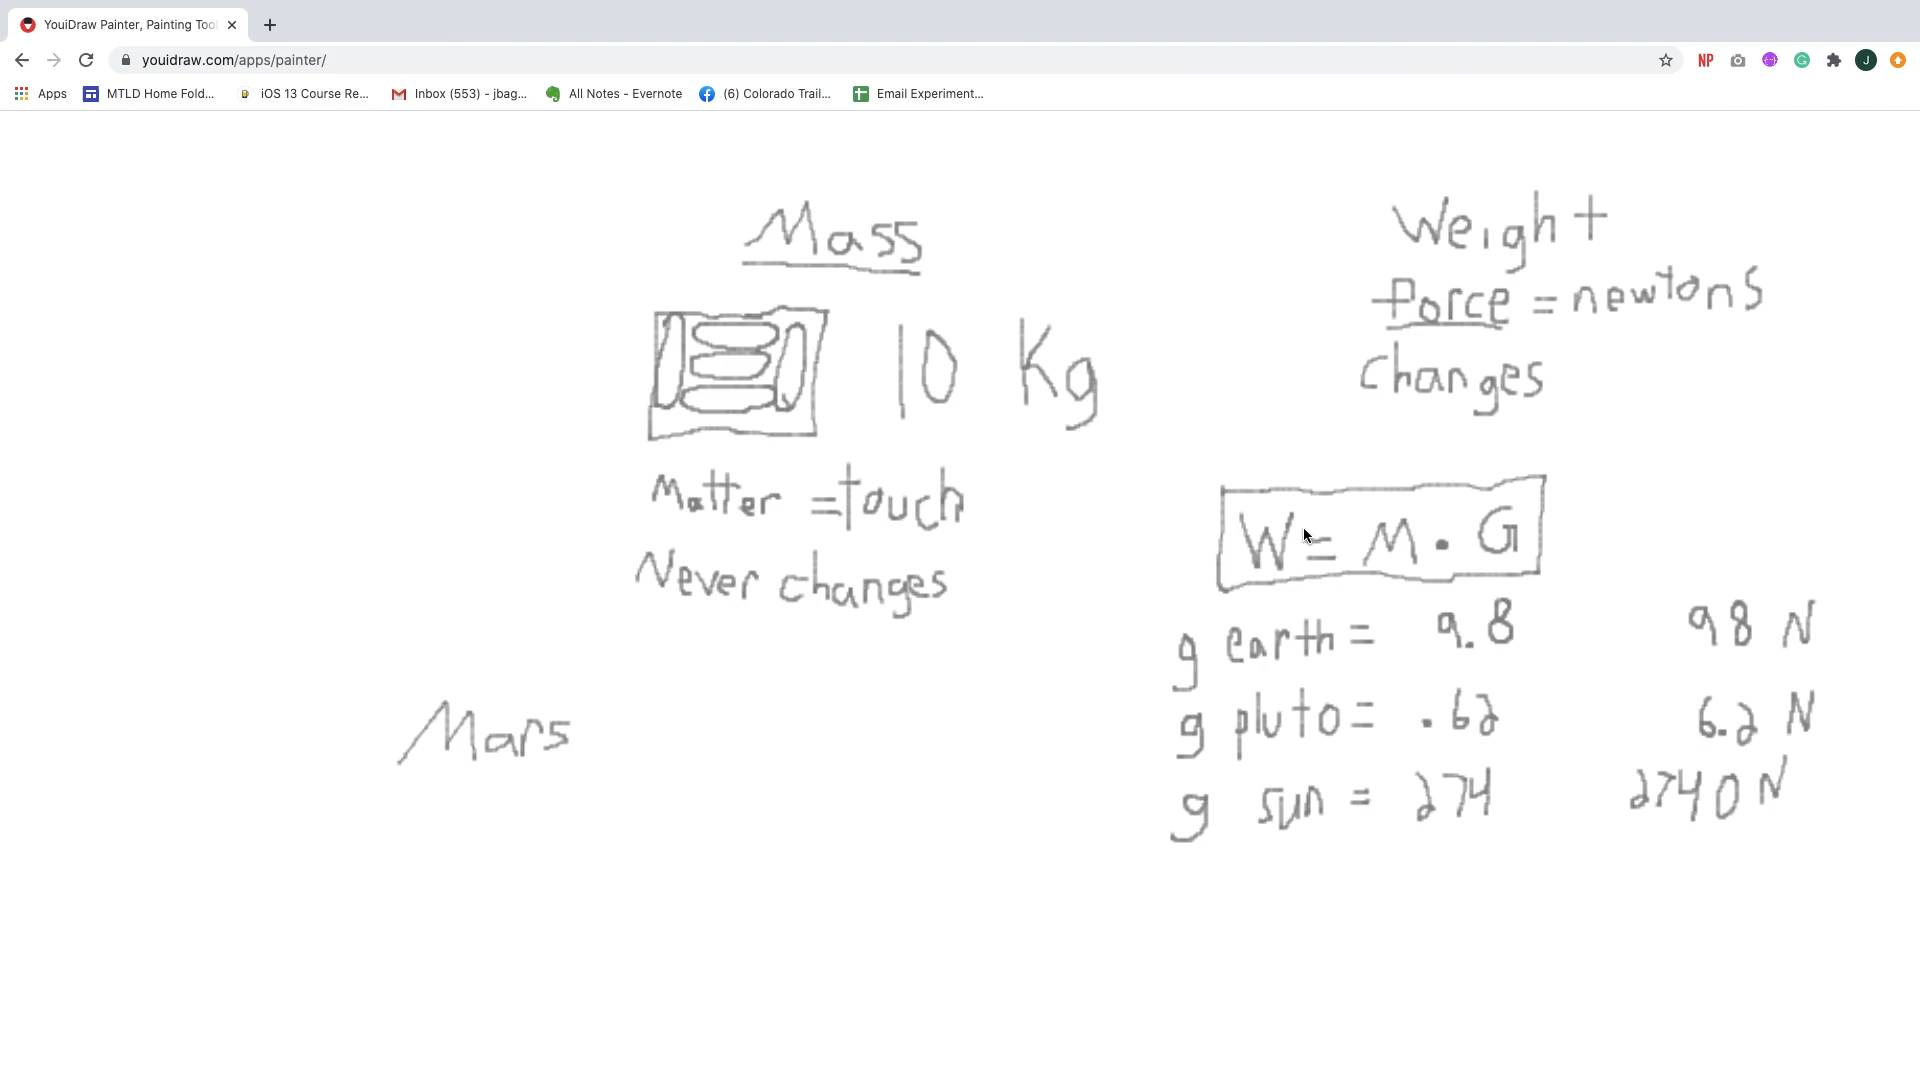 YouiDraw Painter, Painting Too
youidraw.com/apps/painter/
NP
J
Apps
MTLD Home Fold...
iOS 13 Course Re...
Inbox (553) - jbag...
All Notes - Evernote
(6) Colorado Trail...
Email Experiment...
Mass
10 Kg
Matter = touch
Never changes
Mars
Weight
Force = newtons
Changes
W = M • G
g earth = 9.8 98 N
g pluto = .62 6.2 N
g sun = 274 2740 N